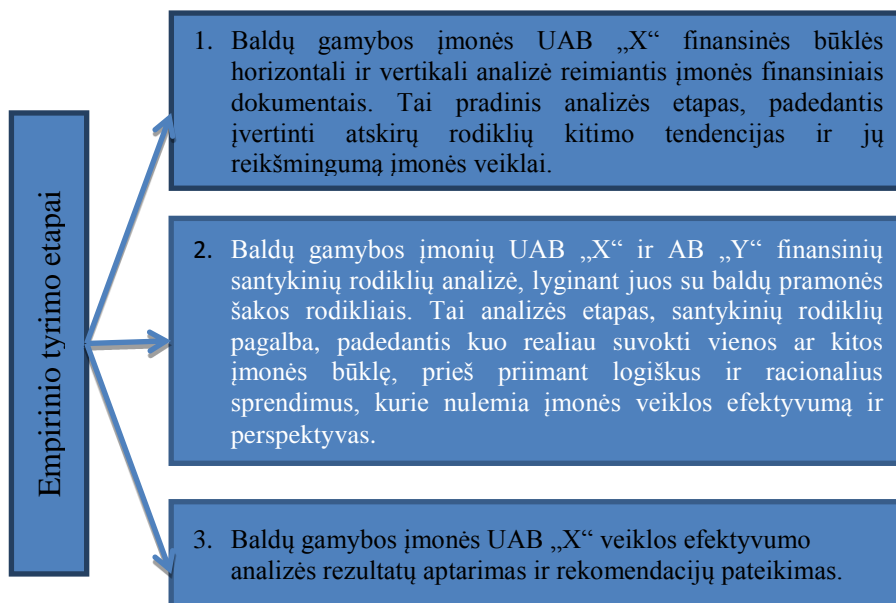 Empirinio tyrimo etapai
1. Baldų gamybos įmonės UAB „X“ finansinės būklės
horizontali ir vertikali analizė reimiantis įmonės finansiniais
dokumentais. Tai pradinis analizės etapas, padedantis
įvertinti atskirų rodiklių kitimo tendencijas ir jų
reikšmingumą įmonės veiklai.
2. Baldų gamybos įmonių UAB „X“ ir AB „Y“ finansinių
santykinių rodiklių analizė, lyginant juos su baldų pramonės
šakos rodikliais. Tai analizės etapas, santykinių rodiklių
pagalba, padedantis kuo realiau suvokti vienos ar kitos
įmonės būklę, prieš priimant logiškus ir racionalius
sprendimus, kurie nulemia įmonės veiklos efektyvumą ir
perspektyvas.
3. Baldų gamybos įmonės UAB „X“ veiklos efektyvumo
analizės rezultatų aptarimas ir rekomendacijų pateikimas.